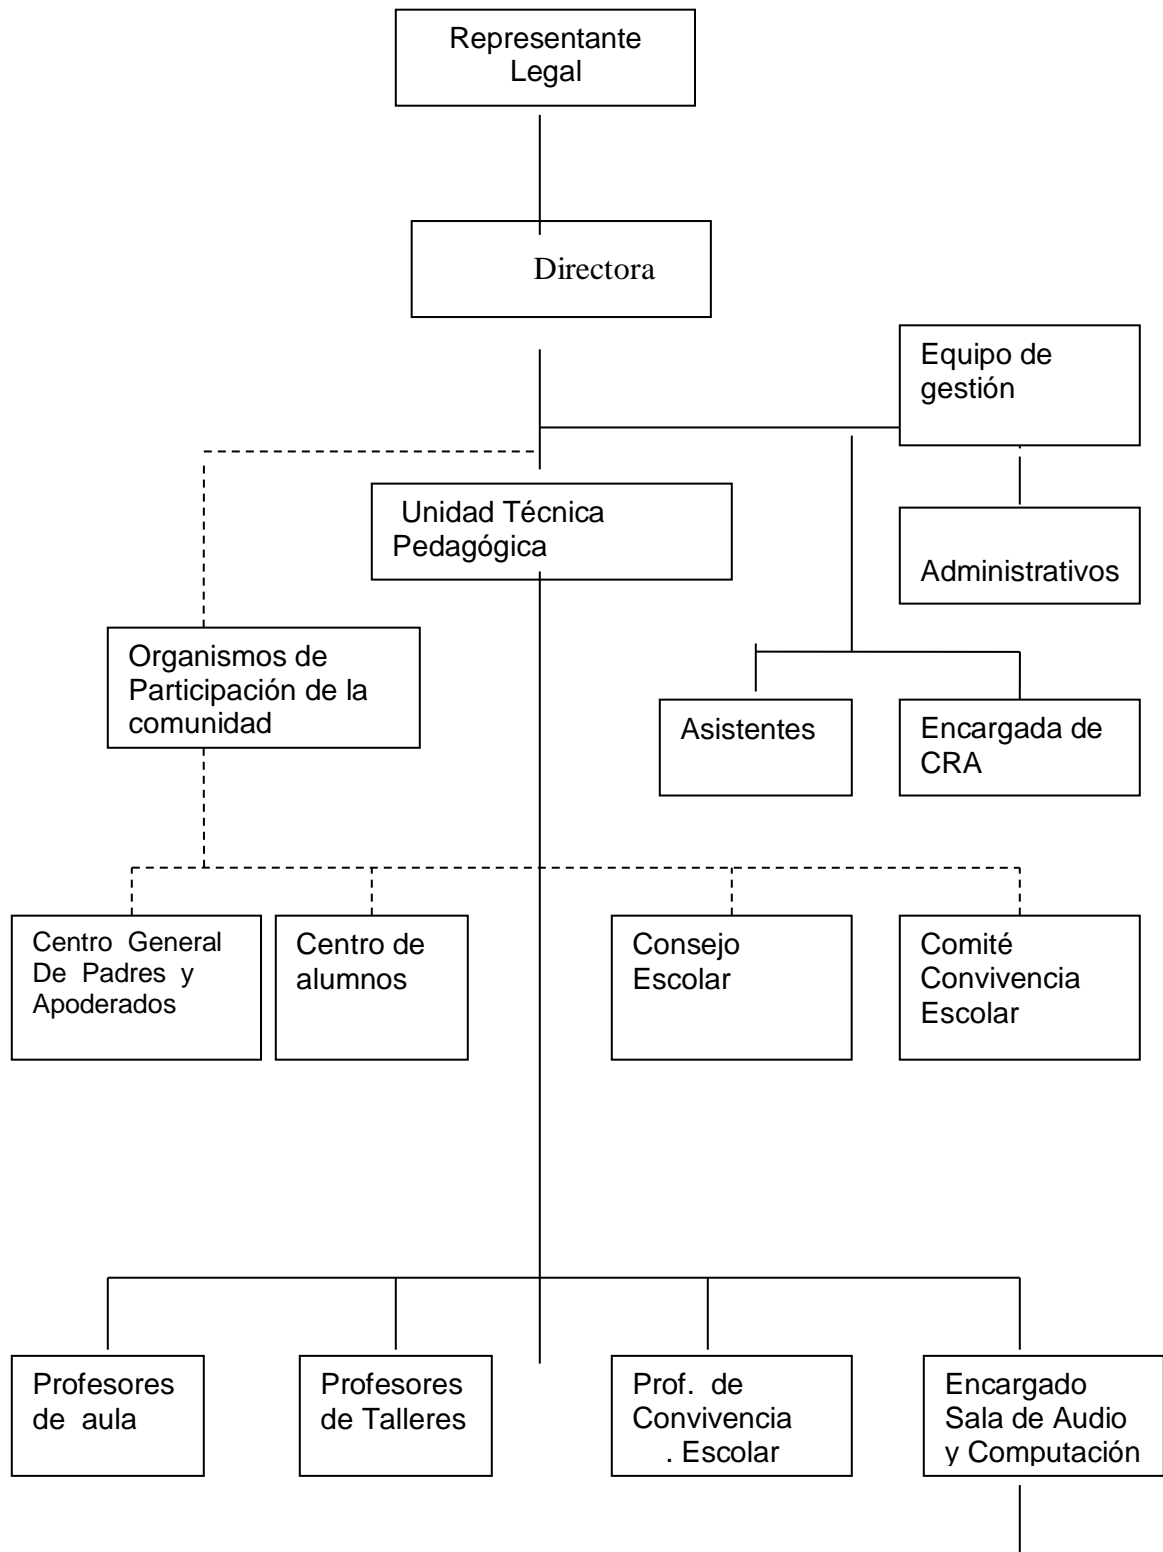 Representante
Legal
Directora
Equipo de
gestión
Unidad Técnica
Pedagógica
Administrativos
Organismos de
Participación de la
comunidad
Asistentes
Encargada de
CRA
Centro General
De Padres y
Apoderados
Centro de
alumnos
Consejo
Escolar
Comité
Convivencia
Escolar
Profesores
de aula
Profesores
de Talleres
Prof. de
Convivencia
. Escolar
Encargado
Sala de Audio
y Computación